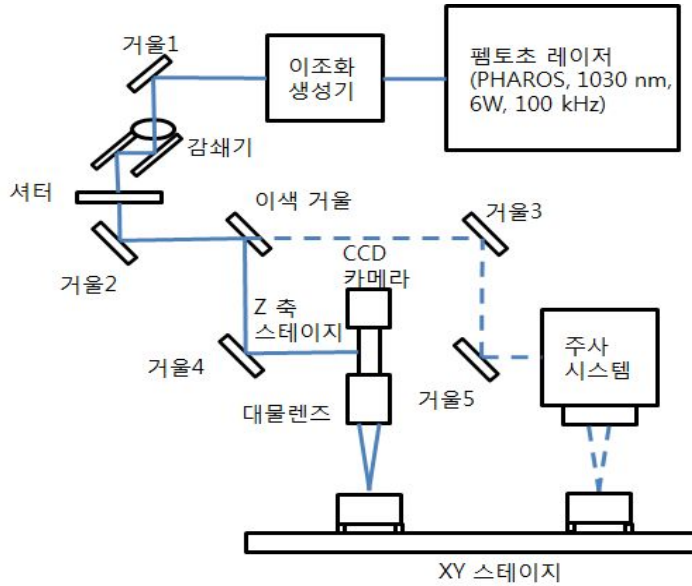 거울1
이조화
생성기
펨토초 레이저
(PHAROS, 1030 nm,
6W, 100 kHz)
감쇄기
셔터
이색 거울
거울3
거울2
CCD
카메라
Z 축
스테이지
거울4
주사
시스템
거울5
대물렌즈
XY 스테이지